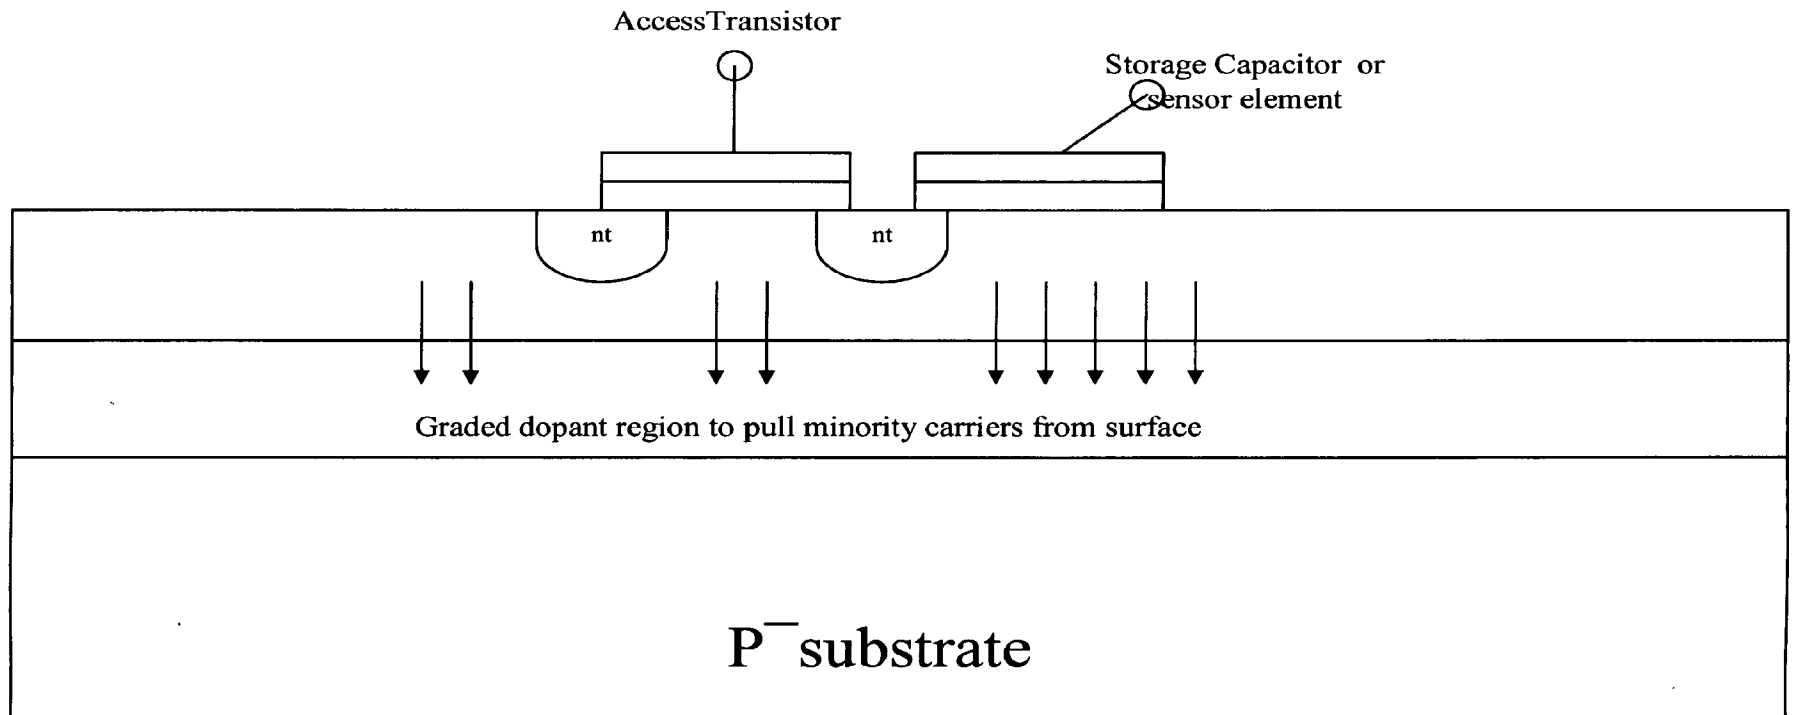 AccessTransistor
Storage Capacitor or
sensor element
nt
nt
Graded dopant region to pull minority carriers from surface
P⁻ substrate